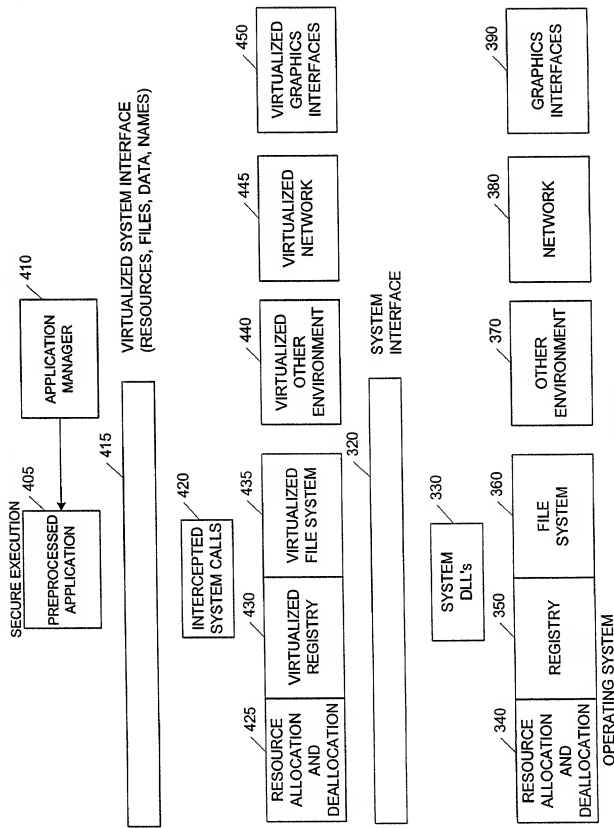 SECURE EXECUTION
405
PREPROCESSED
APPLICATION
410
APPLICATION
MANAGER
415
VIRTUALIZED SYSTEM INTERFACE
(RESOURCES, FILES, DATA, NAMES)
420
INTERCEPTED
SYSTEM CALLS
425
RESOURCE
ALLOCATION
AND
DEALLOCATION
430
VIRTUALIZED
REGISTRY
435
VIRTUALIZED
FILE SYSTEM
440
VIRTUALIZED
OTHER
ENVIRONMENT
445
VIRTUALIZED
NETWORK
450
VIRTUALIZED
GRAPHICS
INTERFACES
320
SYSTEM
INTERFACE
330
SYSTEM
DLL's
340
RESOURCE
ALLOCATION
AND
DEALLOCATION
350
REGISTRY
360
FILE
SYSTEM
370
OTHER
ENVIRONMENT
380
NETWORK
390
GRAPHICS
INTERFACES
OPERATING SYSTEM